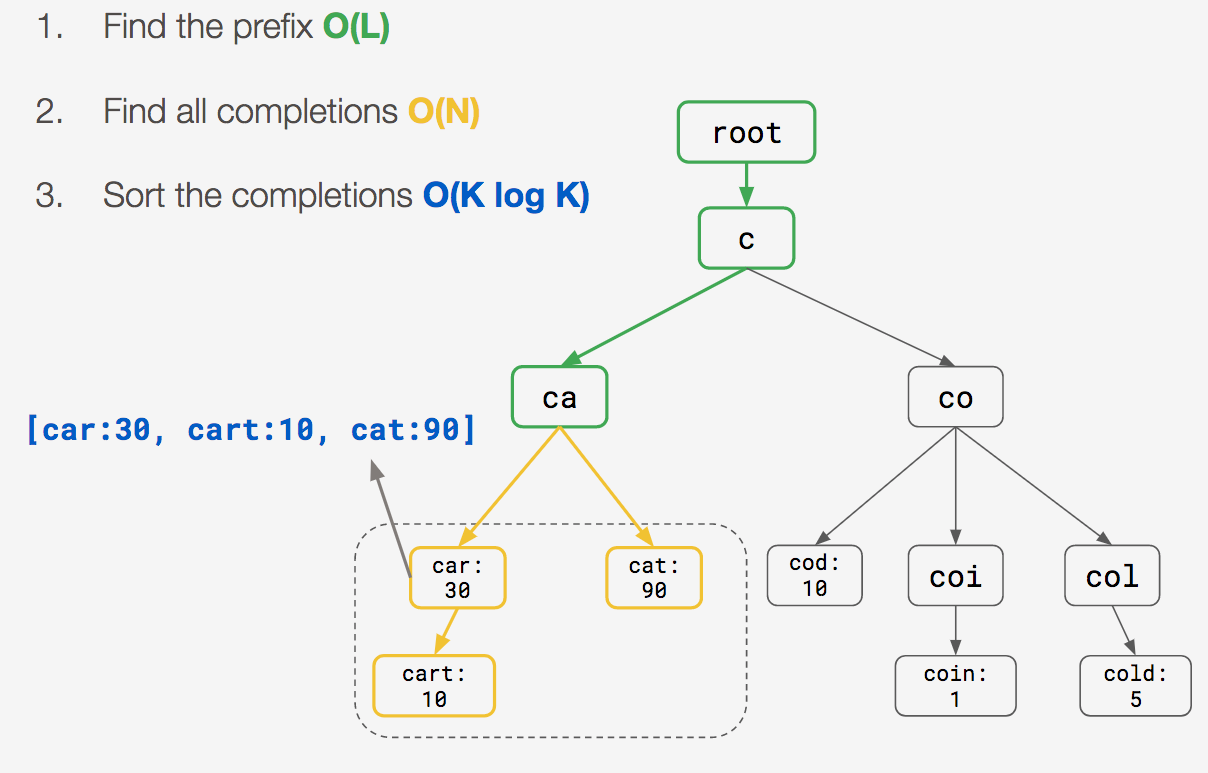 1. Find the prefix O(L)
2. Find all completions O(N)
3. Sort the completions O(K log K)
root
c
ca
co
[car:30, cart:10, cat:90]
car:
30
cat:
90
cod:
10
coi
col
cart:
10
coin:
1
cold:
5